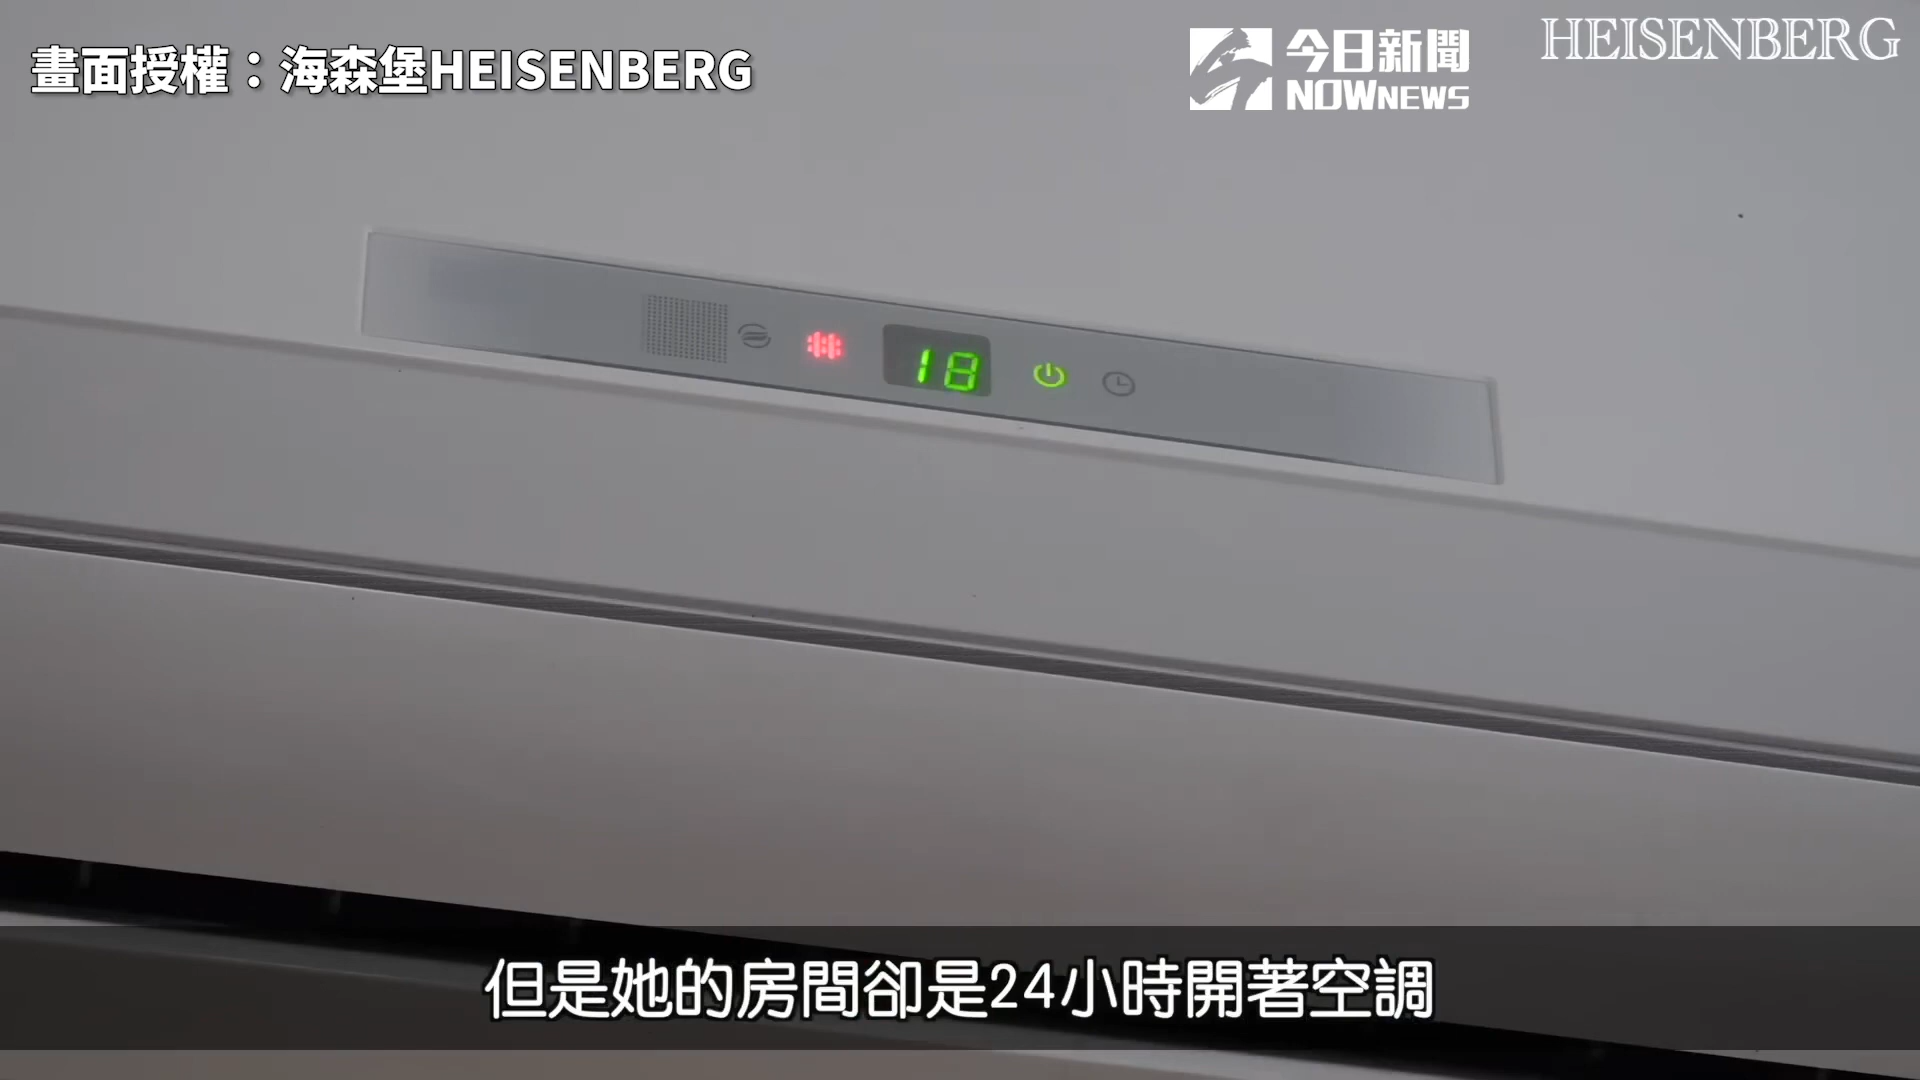 畫面授權：海森堡HEISENBERG
今日新聞
NOWNEWS
HEISENBERG
18
但是她的房間卻是24小時開著空調